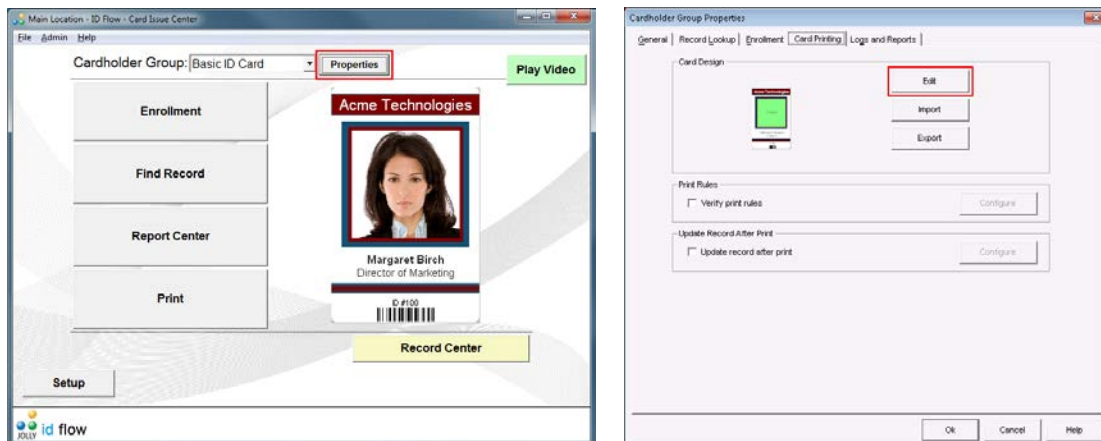 Main Location - ID Flow - Card Issue Center
File Admin Help
Cardholder Group: Basic ID Card
Properties
Play Video
Enrollment
Find Record
Report Center
Print
Acme Technologies
Margaret Birch
Director of Marketing
ID #100
Record Center
Setup
JOLLY id flow
Cardholder Group Properties
General Record Lookup Enrollment Card Printing Logs and Reports
Card Design
Edit
Import
Export
Print Rules
Verify print rules
Configure
Update Record After Print
Update record after print
Configure
Ok Cancel Help